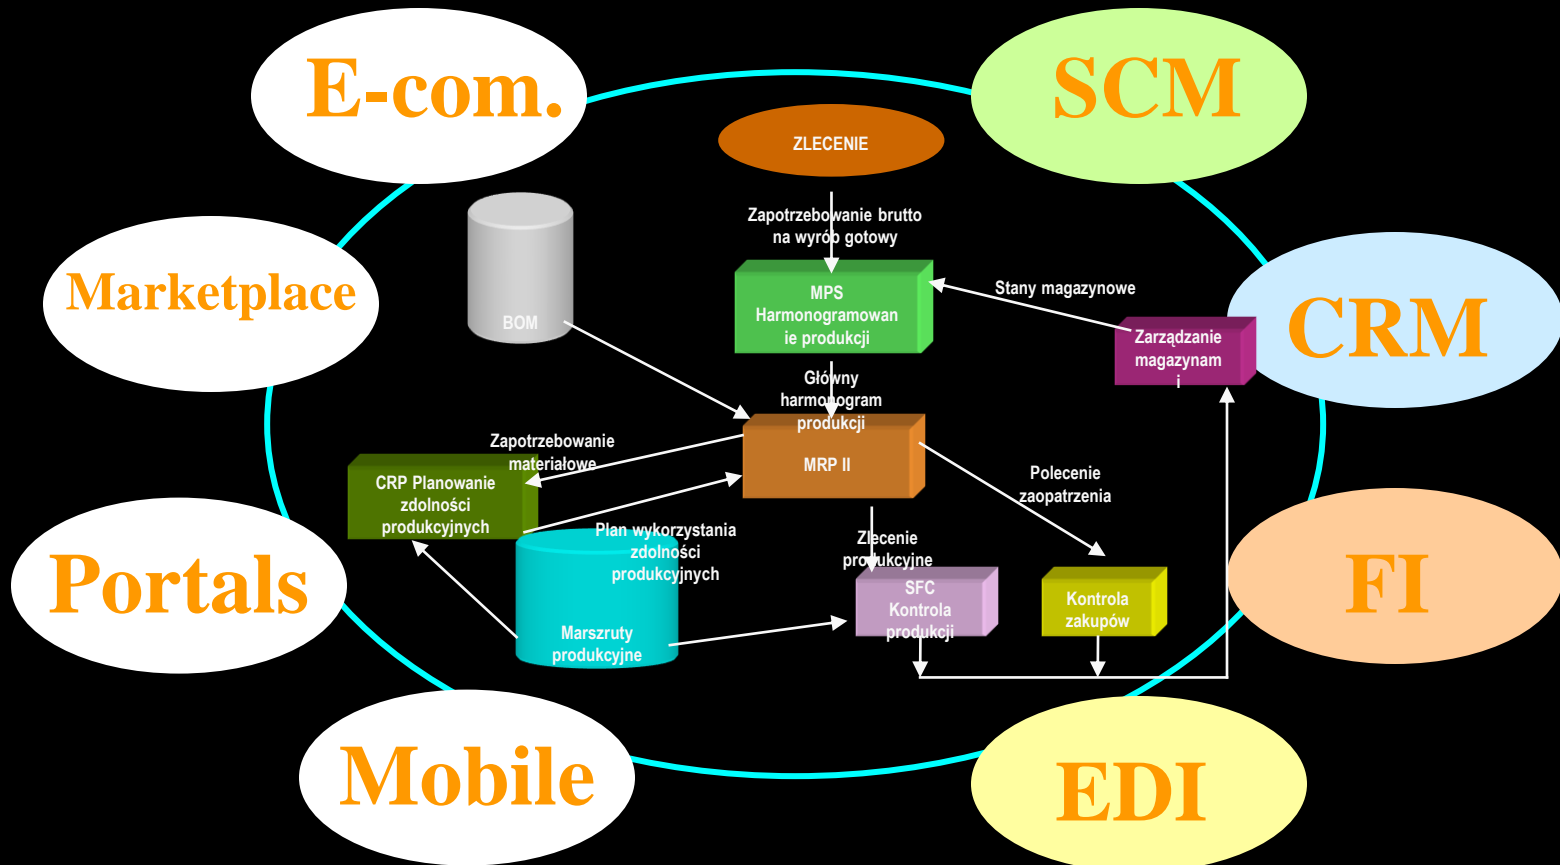 E-com.
SCM
ZLECENIE
Zapotrzebowanie brutto
na wyrób gotowy
BOM
MPS
Harmonogramowan
ie produkcji
Stany magazynowe
Zarządzanie
magazynam
i
Marketplace
CRM
Główny
harmonogram
produkcji
MRP II
Zapotrzebowanie
materiałowe
CRP Planowanie
zdolności
produkcyjnych
Polecenie
zaopatrzenia
Plan wykorzystania
zdolności
produkcyjnych
Zlecenie
produkcyjne
Portals
FI
SFC
Kontrola
produkcji
Kontrola
zakupów
Marszruty
produkcyjne
Mobile
EDI